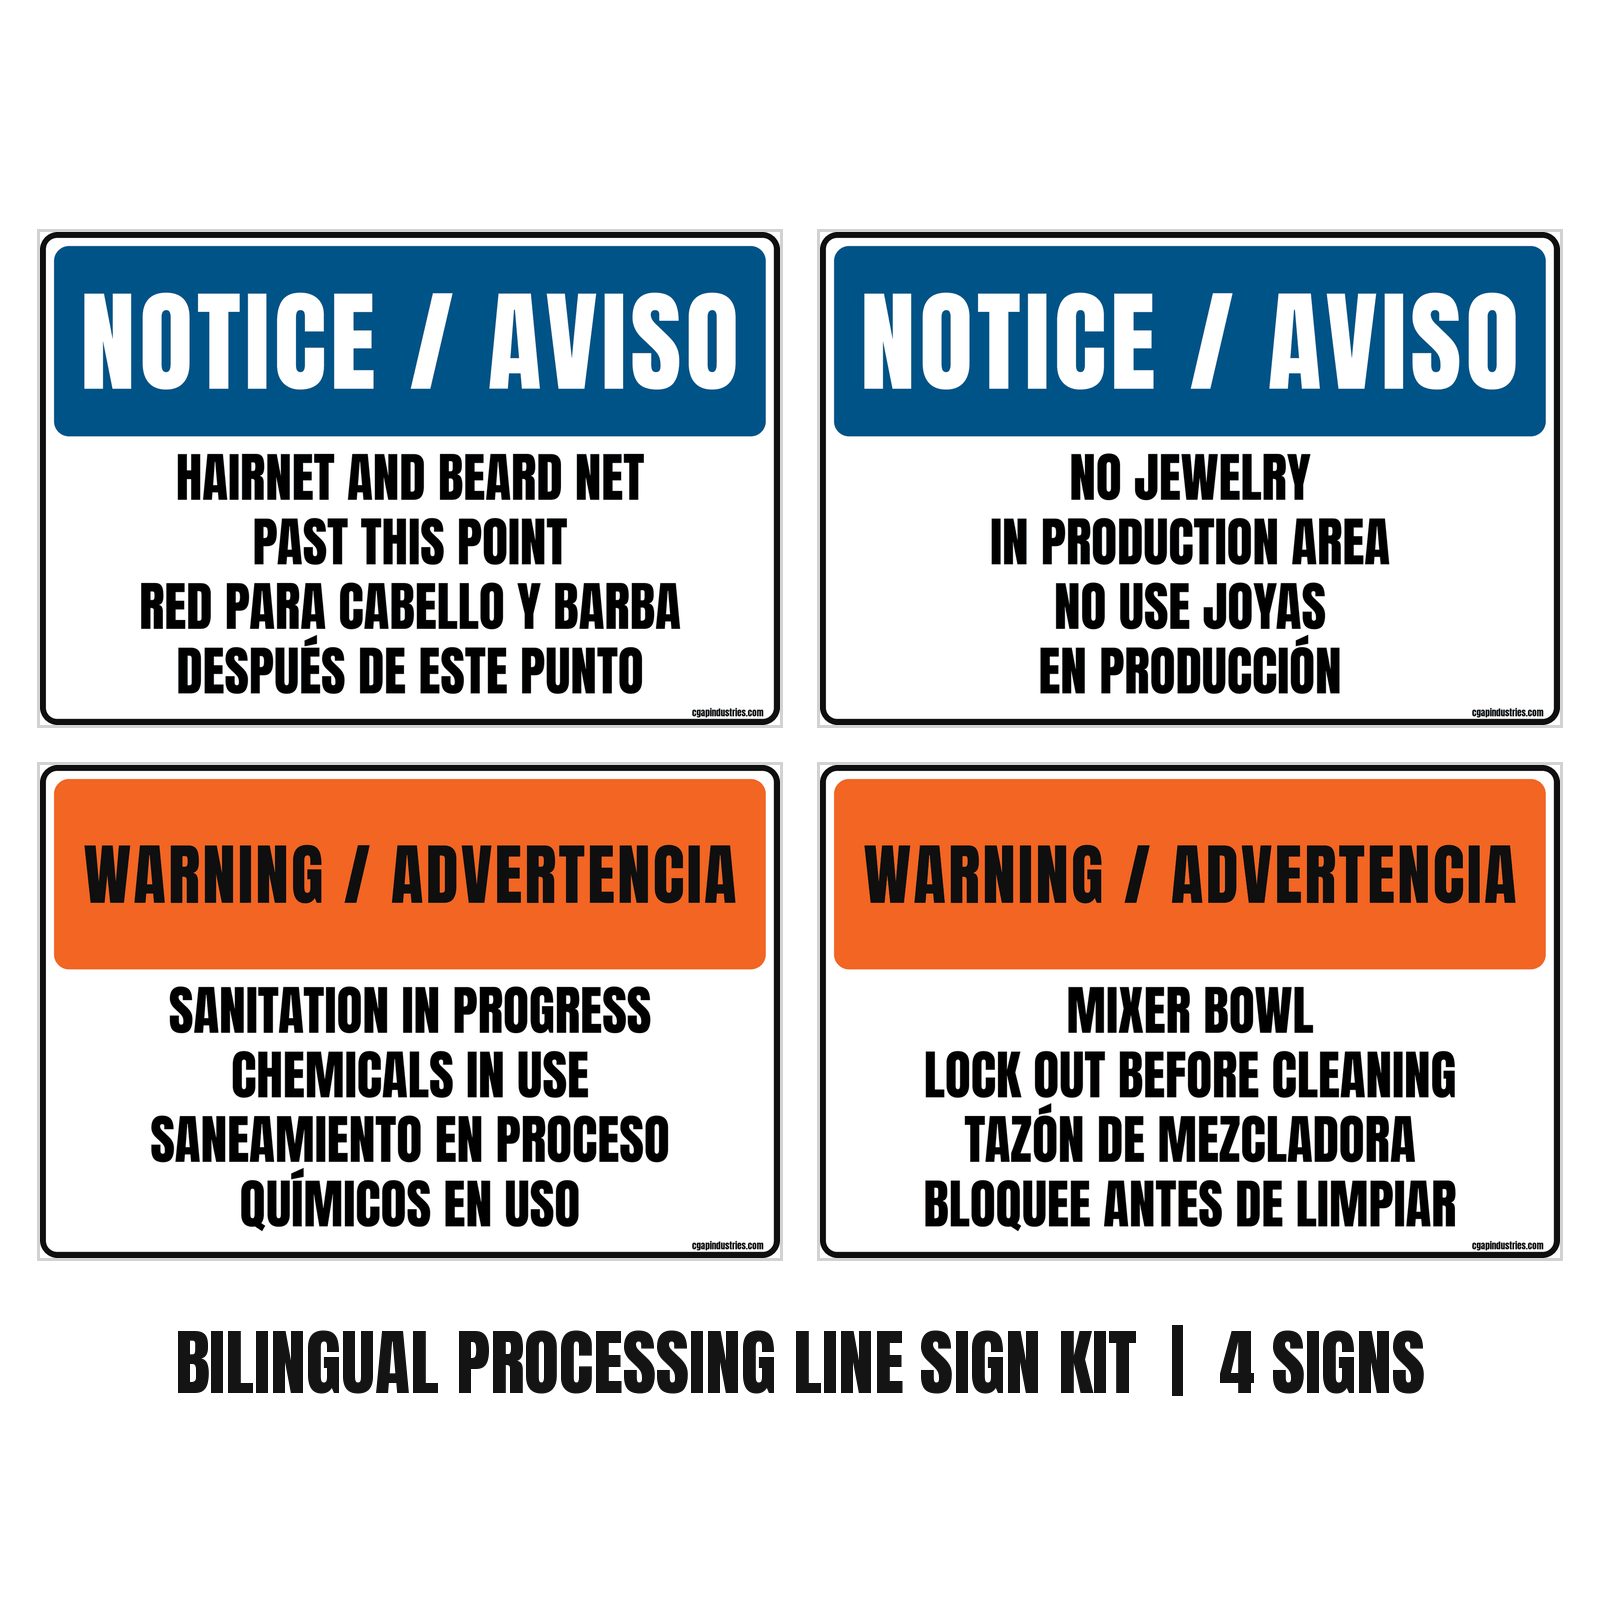 NOTICE / AVISO
HAIRNET AND BEARD NET
PAST THIS POINT
RED PARA CABELLO Y BARBA
DESPUÉS DE ESTE PUNTO
cgapindustries.com
NOTICE / AVISO
NO JEWELRY
IN PRODUCTION AREA
NO USE JOYAS
EN PRODUCCIÓN
cgapindustries.com
WARNING / ADVERTENCIA
SANITATION IN PROGRESS
CHEMICALS IN USE
SANEAMIENTO EN PROCESO
QUÍMICOS EN USO
cgapindustries.com
WARNING / ADVERTENCIA
MIXER BOWL
LOCK OUT BEFORE CLEANING
TAZÓN DE MEZCLADORA
BLOQUEE ANTES DE LIMPIAR
cgapindustries.com
BILINGUAL PROCESSING LINE SIGN KIT | 4 SIGNS